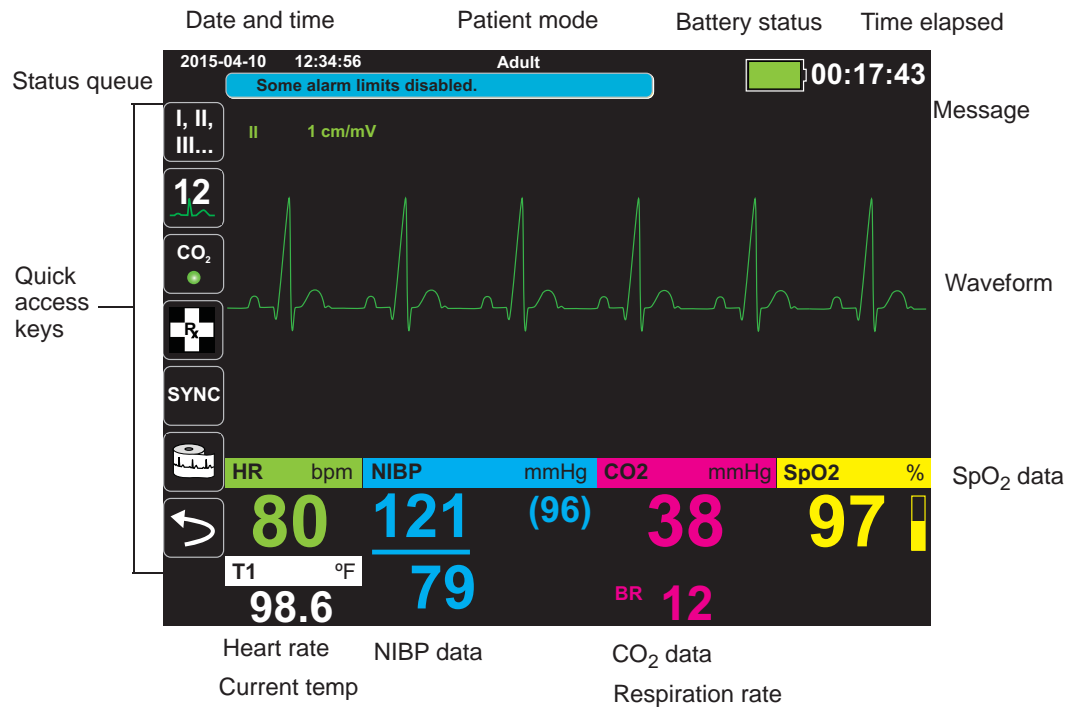 Date and time
Patient mode
Battery status
Time elapsed
2015-04-10 12:34:56
Adult
00:17:43
Status queue
Some alarm limits disabled.
Message
I, II,
III...
II 1 cm/mV
12
CO₂
Quick
access
keys
Waveform
Rx
SYNC
HR bpm
NIBP mmHg
CO2 mmHg
SpO2 %
SpO₂ data
80
121
(96)
38
97
T1 ºF
79
98.6
BR 12
Heart rate
NIBP data
CO₂ data
Current temp
Respiration rate